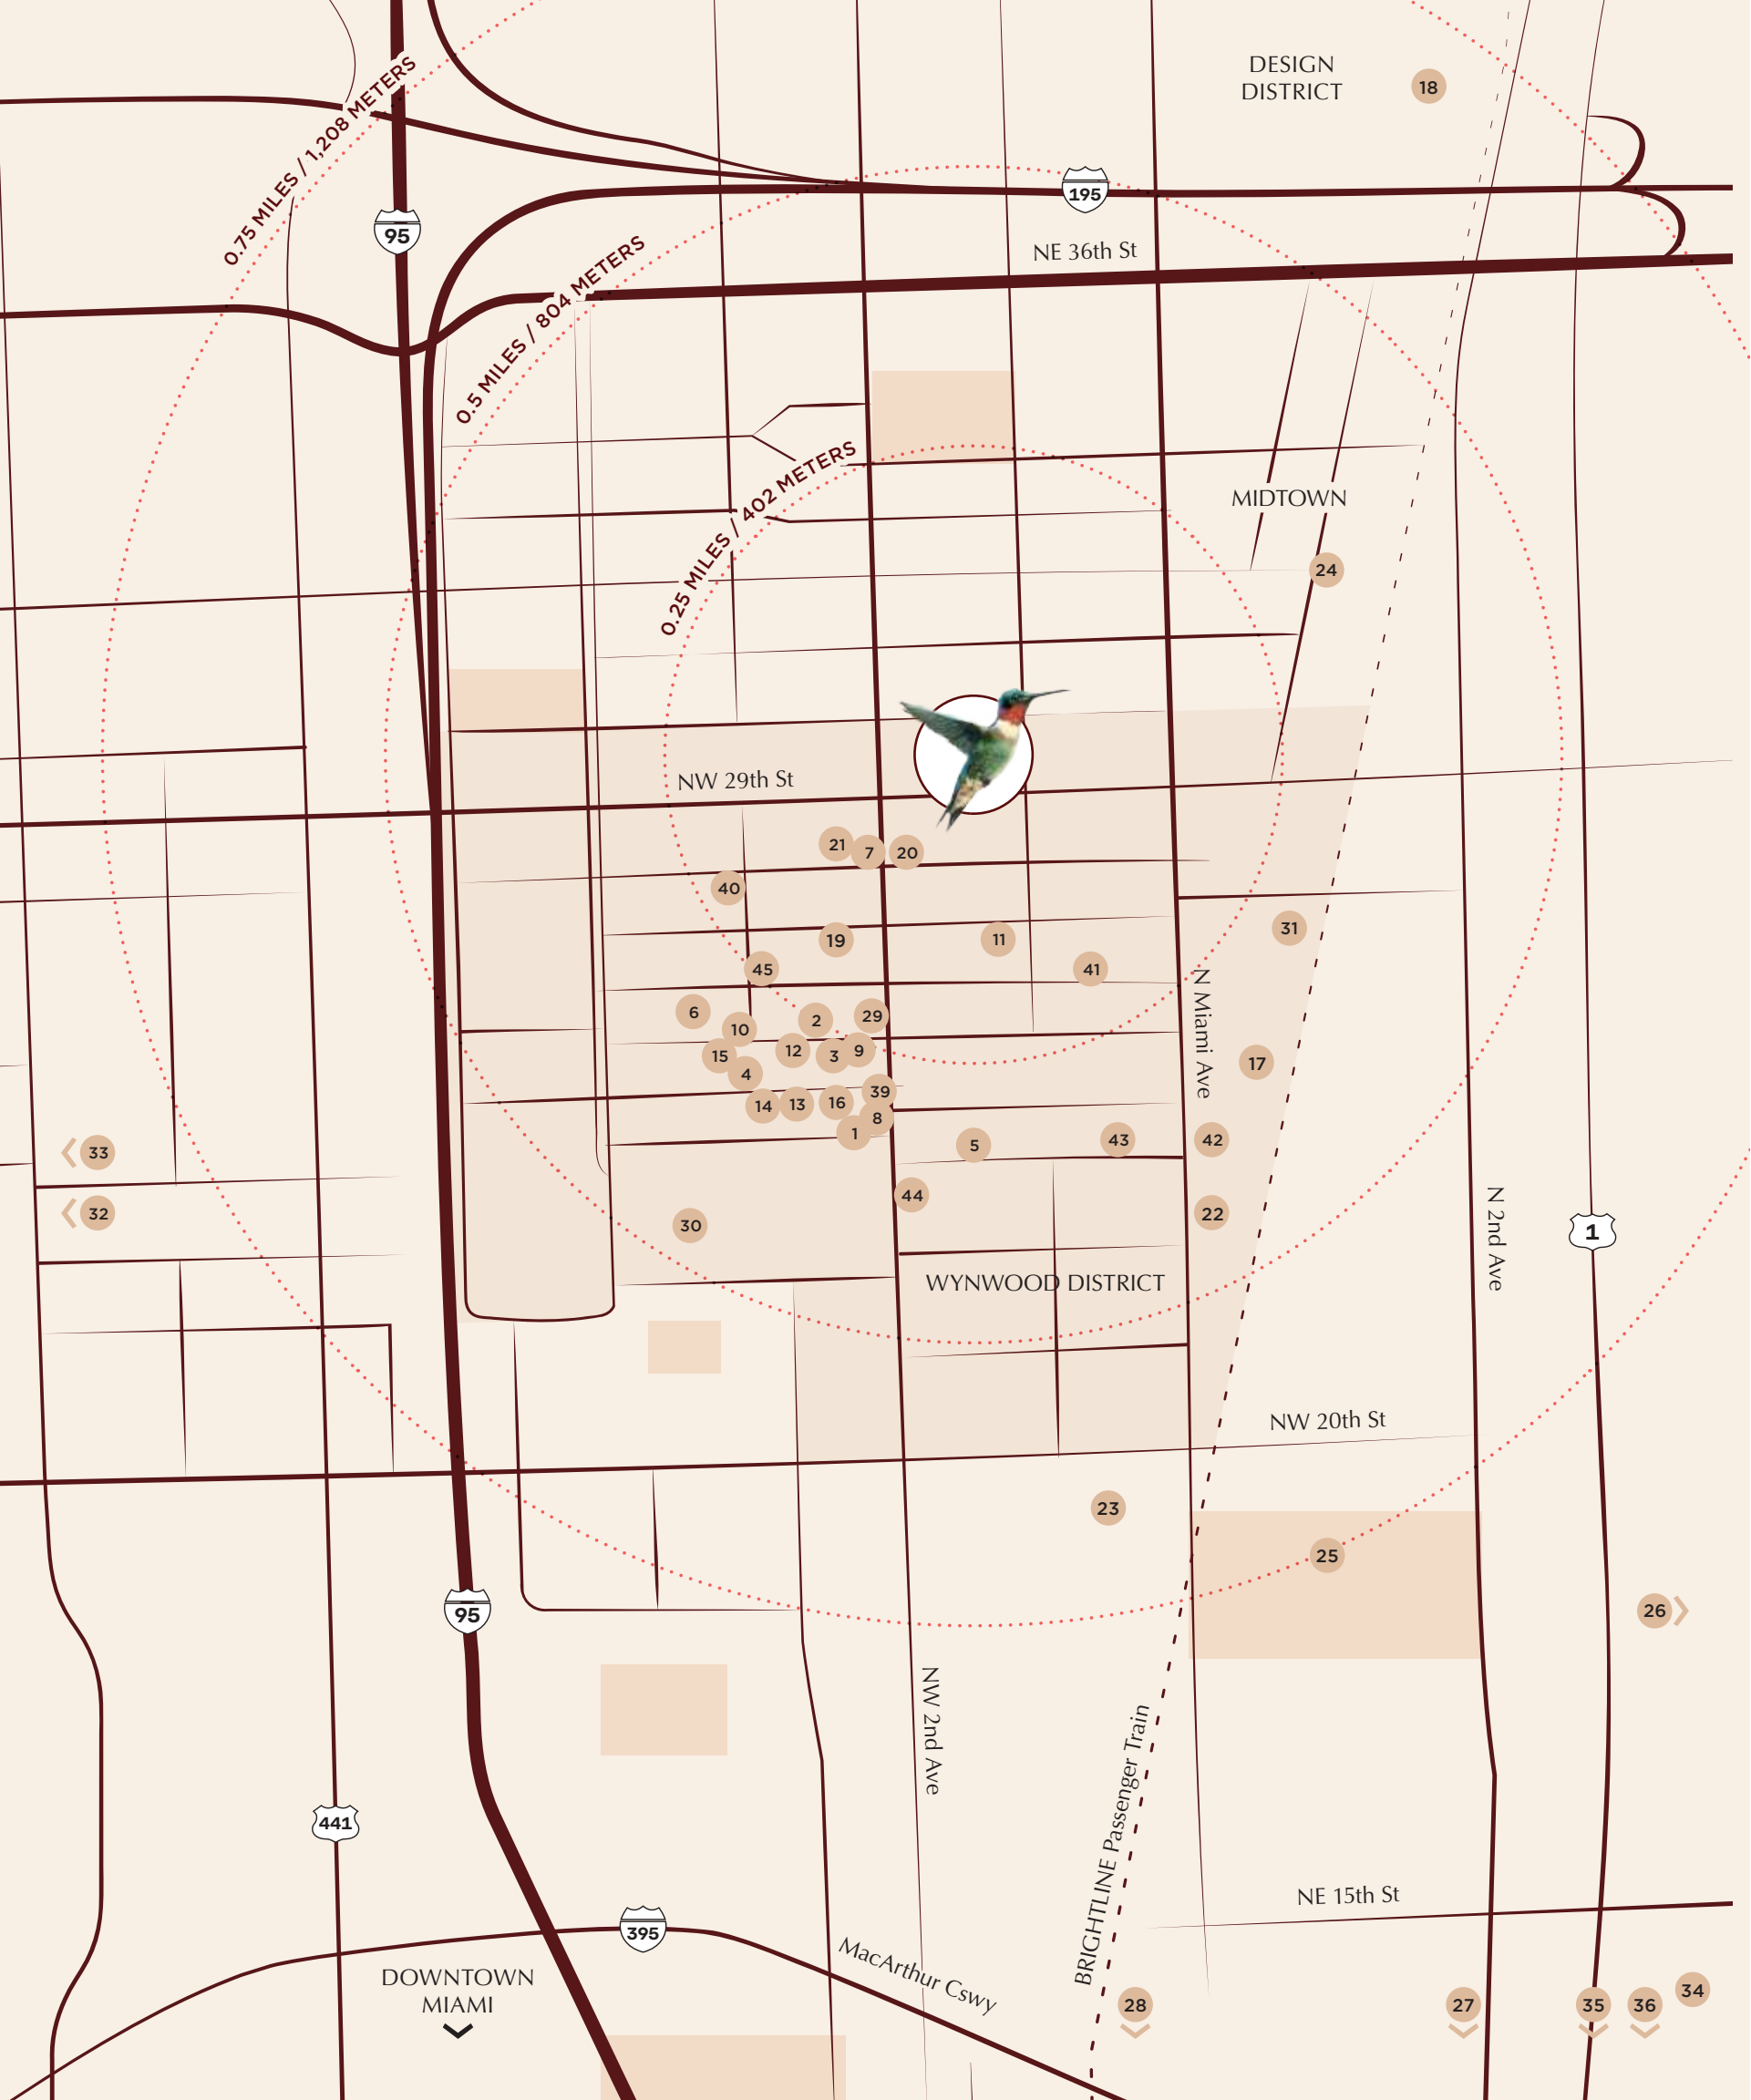 DESIGN
DISTRICT
18
0.75 MILES / 1,208 METERS
195
95
NE 36th St
0.5 MILES / 804 METERS
0.25 MILES / 402 METERS
MIDTOWN
24
NW 29th St
21
7
20
40
31
19
11
45
41
6
2
29
10
N Miami Ave
12
9
15
3
17
4
39
14
13
16
8
1
5
43
42
33
44
32
22
30
N 2nd Ave
1
WYNWOOD DISTRICT
NW 20th St
23
25
26
95
NW 2nd Ave
BRIGHTLINE Passenger Train
441
NE 15th St
395
MacArthur Cswy
DOWNTOWN
MIAMI
28
27
35
36
34